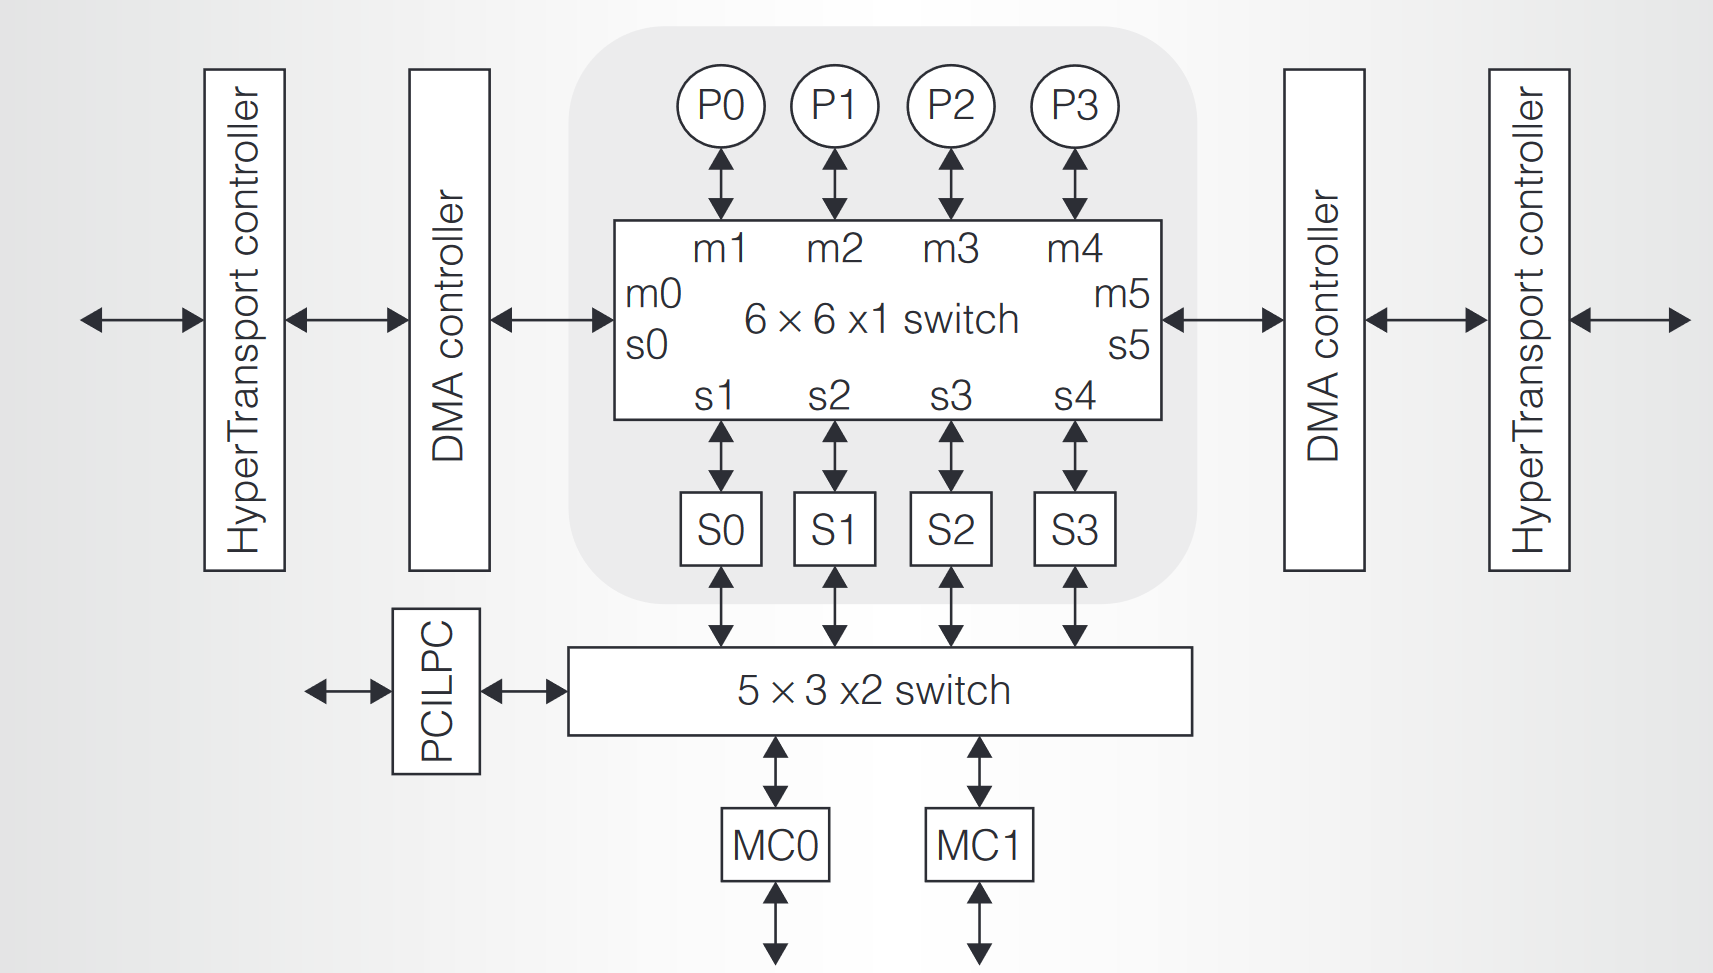 P0 P1 P2 P3
HyperTransport controller
DMA controller
m1 m2 m3 m4
m0 m5
6 × 6 x1 switch
s0 s5
s1 s2 s3 s4
DMA controller
HyperTransport controller
S0 S1 S2 S3
PCILPC
5 × 3 x2 switch
MC0 MC1